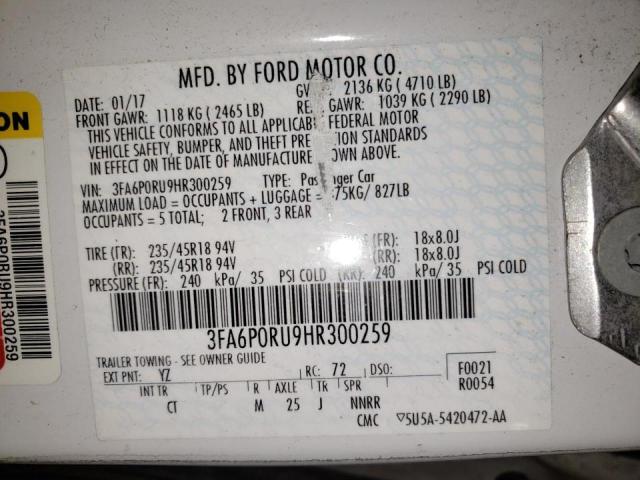 MFD. BY FORD MOTOR CO.
DATE: 01/17 GV 2136 KG ( 4710 LB)
FRONT GAWR: 1118 KG ( 2465 LB) RE GAWR: 1039 KG ( 2290 LB)
THIS VEHICLE CONFORMS TO ALL APPLICAB FEDERAL MOTOR
VEHICLE SAFETY, BUMPER, AND THEFT PREVENTION STANDARDS
IN EFFECT ON THE DATE OF MANUFACTURE SHOWN ABOVE.
VIN: 3FA6P0RU9HR300259 TYPE: Pas nger Car
MAXIMUM LOAD = OCCUPANTS + LUGGAGE = 75KG/ 827LB
OCCUPANTS = 5 TOTAL; 2 FRONT, 3 REAR
TIRE (TR): 235/45R18 94V (FR): 18x8.0J
(RR): 235/45R18 94V (RR): 18x8.0J
PRESSURE (FR): 240 kPa/ 35 PSI COLD (RR): 240 kPa/ 35 PSI COLD
3FA6P0RU9HR300259
TRAILER TOWING - SEE OWNER GUIDE
EXT PNT: YZ RC: 72 DSO: F0021
R0054
INT TR TP/PS R AXLE TR SPR
CT M 25 J NNRR
CMC ▽5U5A-5420472-AA
ION
3FA6P0RU9HR300259